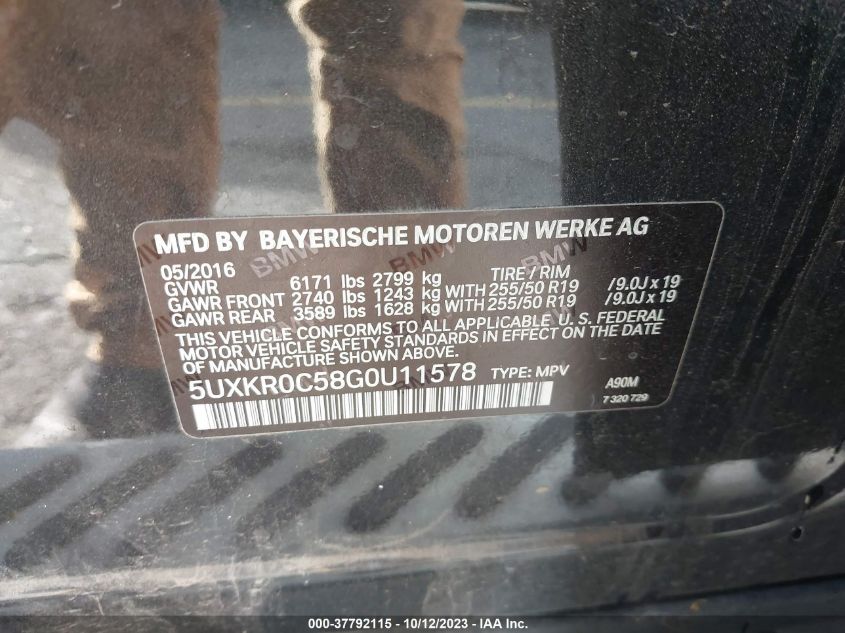 MFD BY BAYERISCHE MOTOREN WERKE AG
05/2016 TIRE / RIM
GVWR 6171 lbs 2799 kg
GAWR FRONT 2740 lbs 1243 kg WITH 255/50 R19 /9.0J x 19
GAWR REAR 3589 lbs 1628 kg WITH 255/50 R19 /9.0J x 19
THIS VEHICLE CONFORMS TO ALL APPLICABLE U.S. FEDERAL
MOTOR VEHICLE SAFETY STANDARDS IN EFFECT ON THE DATE
OF MANUFACTURE SHOWN ABOVE.
5UXKR0C58G0U11578 TYPE: MPV A90M
7 320 729
BMW BMW BMW
000-37792115 - 10/12/2023 - IAA Inc.